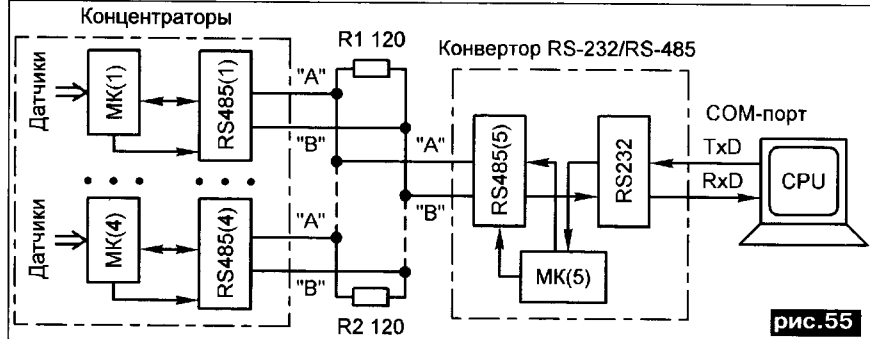 Концентраторы
R1 120
Конвертор RS-232/RS-485
Датчики
МК(1)
RS485(1)
"А"
"В"
"А"
"В"
RS485(5)
RS232
МК(5)
COM-порт
TxD
RxD
CPU
Датчики
МК(4)
RS485(4)
"А"
"В"
R2 120
рис.55